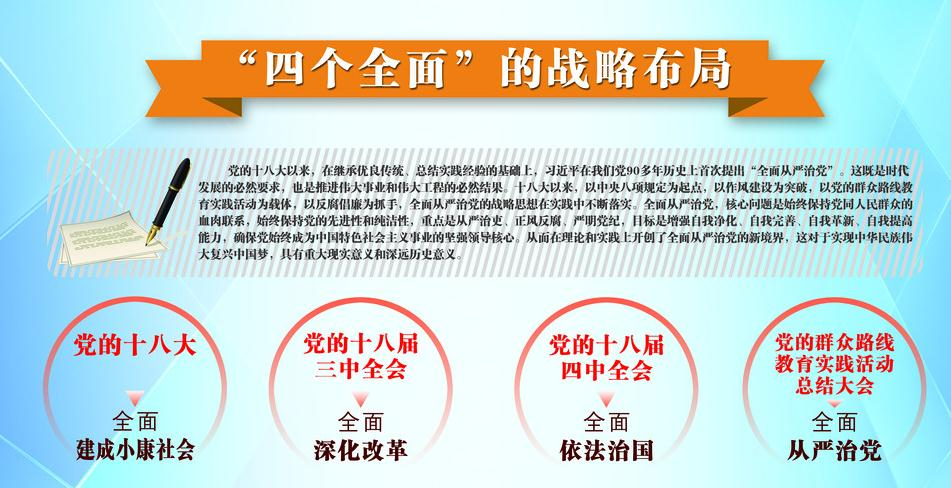 “四个全面”的战略布局
党的十八大以来，在继承优良传统、总结实践经验的基础上，习近平在我们党90多年历史上首次提出“全面从严治党”。这既是时代
发展的必然要求，也是推进伟大事业和伟大工程的必然结果。十八大以来，以中央八项规定为起点，以作风建设为突破，以党的群众路线教
育实践活动为载体，以反腐倡廉为抓手，全面从严治党的战略思想在实践中不断落实。全面从严治党，核心问题是始终保持党同人民群众的
血肉联系，始终保持党的先进性和纯洁性，重点是从严治吏、正风反腐、严明党纪，目标是增强自我净化、自我完善、自我革新、自我提高
能力，确保党始终成为中国特色社会主义事业的坚强领导核心。从而在理论和实践上开创了全面从严治党的新境界，这对于实现中华民族伟
大复兴中国梦，具有重大现实意义和深远历史意义。
党的十八大
全面
建成小康社会
党的十八届
三中全会
全面
深化改革
党的十八届
四中全会
全面
依法治国
党的群众路线
教育实践活动
总结大会
全面
从严治党